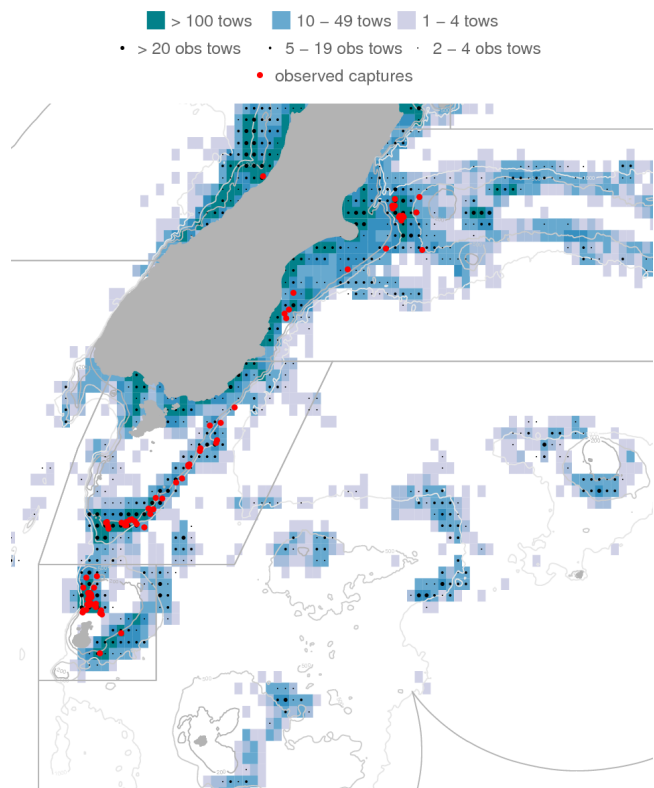 > 100 tows 10 − 49 tows 1 − 4 tows
> 20 obs tows 5 − 19 obs tows 2 − 4 obs tows
observed captures